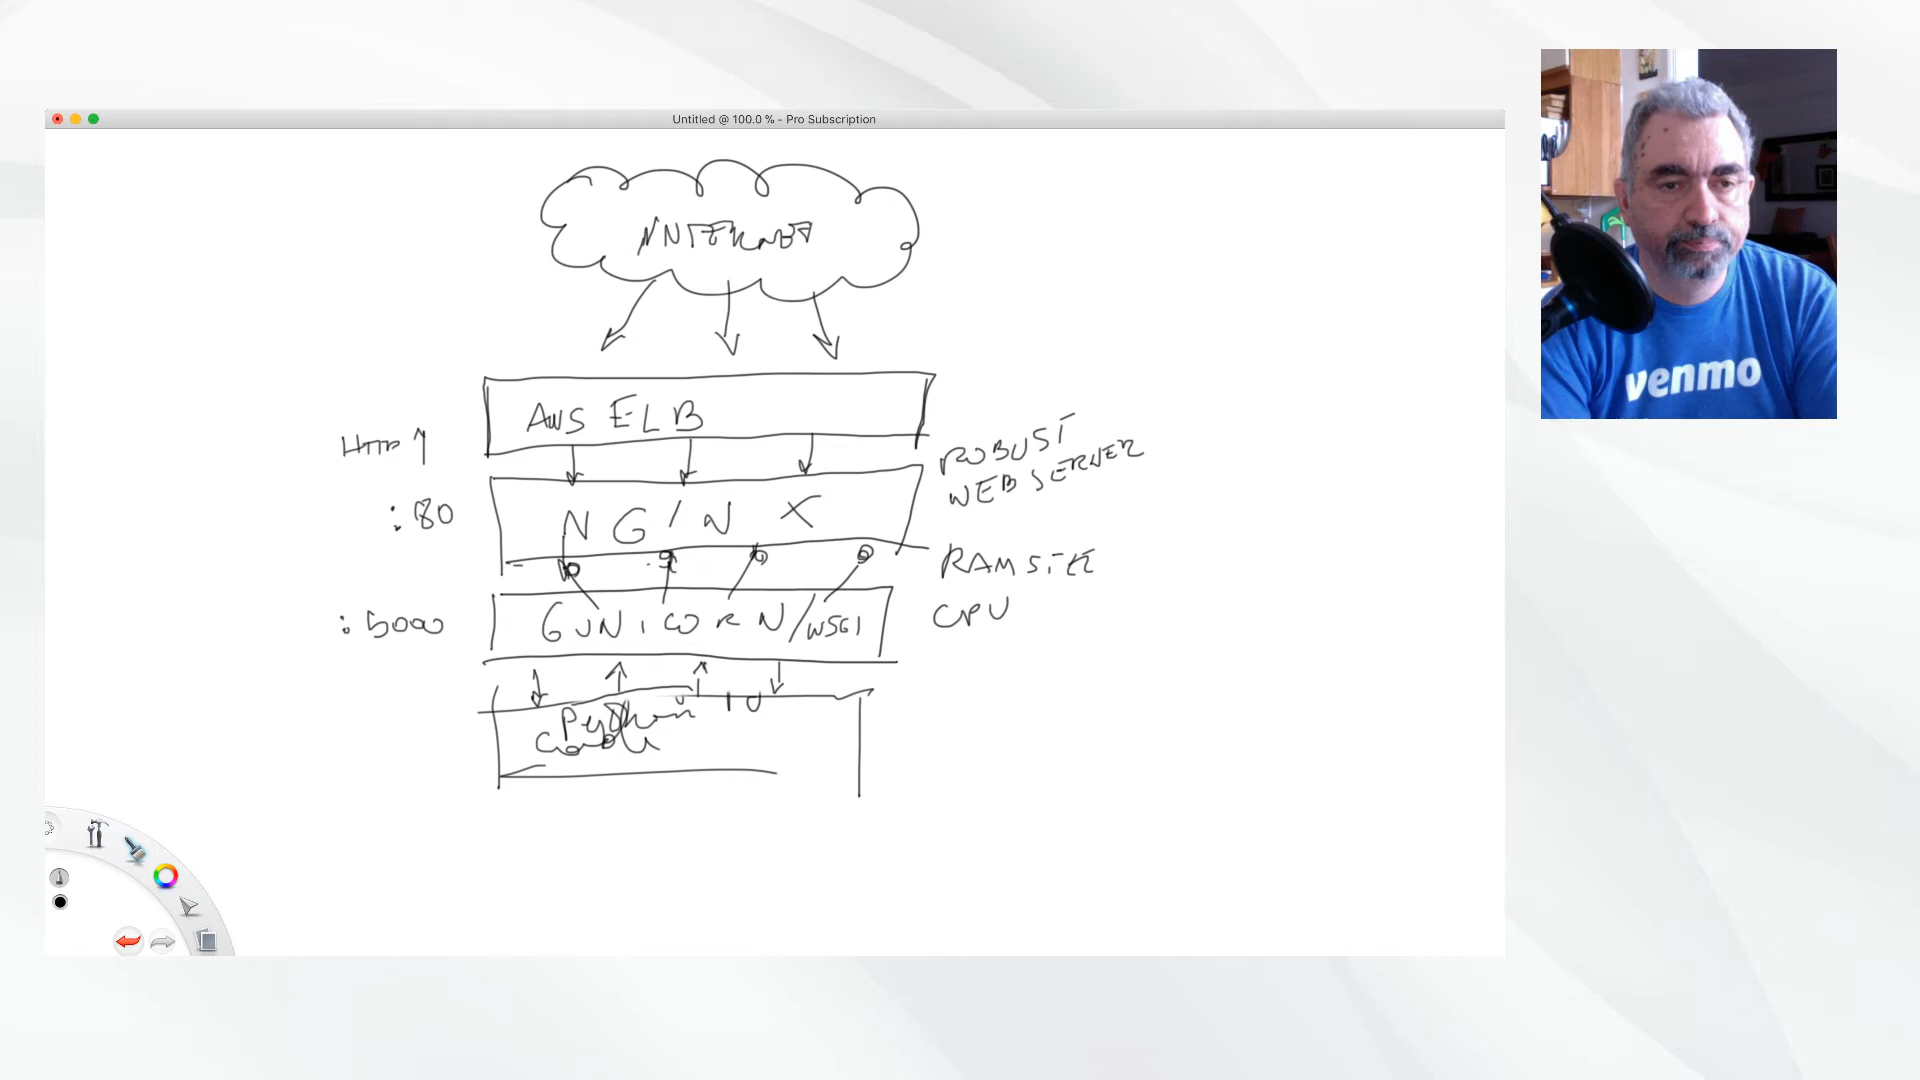 Untitled @ 100.0 % - Pro Subscription
INTERNET
AWS ELB
HTTP
ROBUST
WEB SERVER
:80
NGINX
RAM SIZE
CPU
:5000
GUNICORN/WSGI
Python
Code
venmo